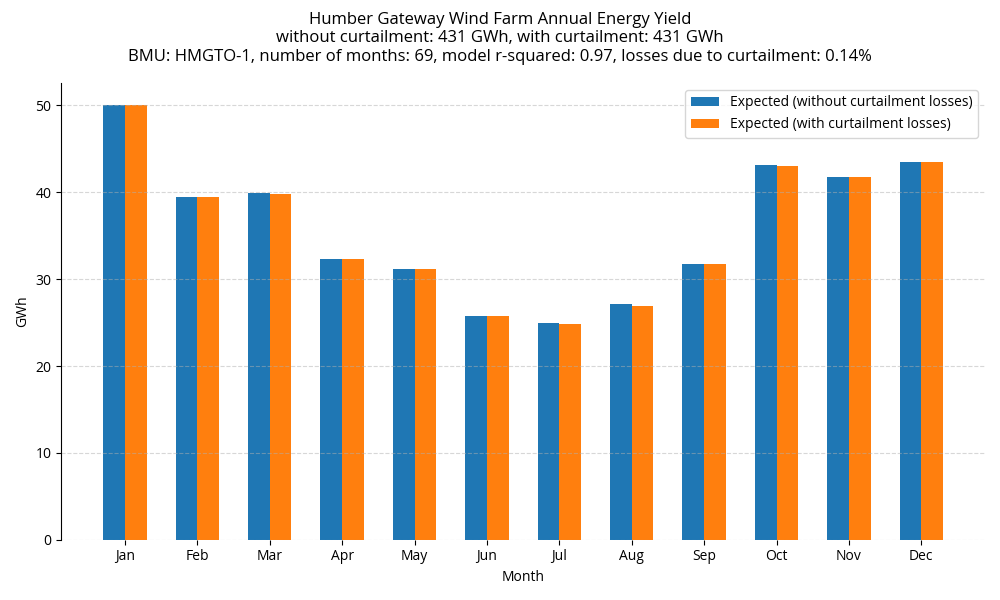 Humber Gateway Wind Farm Annual Energy Yield
without curtailment: 431 GWh, with curtailment: 431 GWh
BMU: HMGTO-1, number of months: 69, model r-squared: 0.97, losses due to curtailment: 0.14%
Expected (without curtailment losses)
Expected (with curtailment losses)
50
40
30
20
10
0
GWh
Jan Feb Mar Apr May Jun Jul Aug Sep Oct Nov Dec
Month